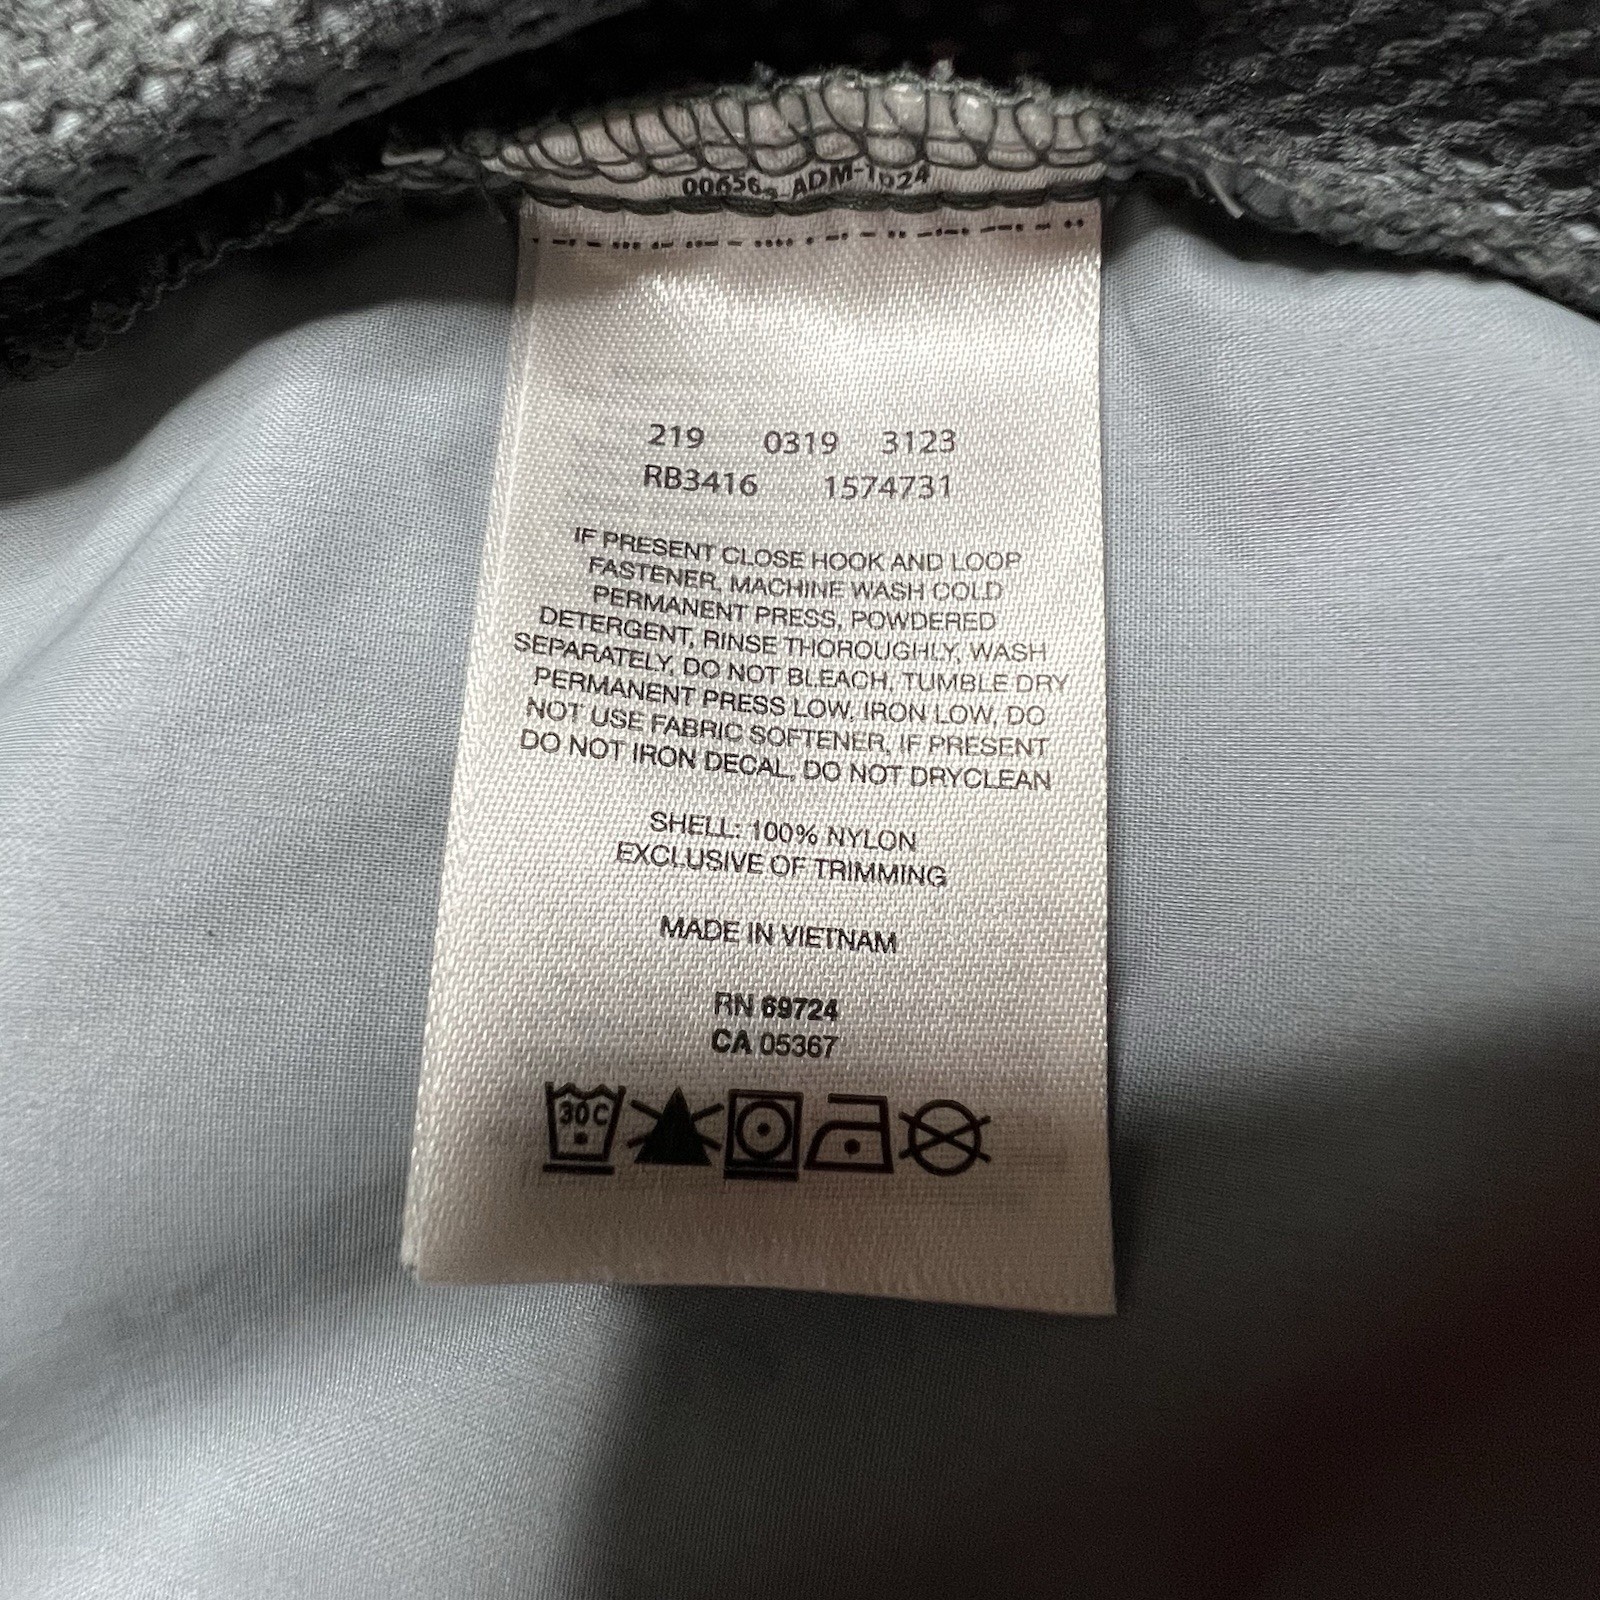 219 0319 3123
RB3416 1574731
IF PRESENT CLOSE HOOK AND LOOP
FASTENER, MACHINE WASH COLD
PERMANENT PRESS, POWDERED
DETERGENT, RINSE THOROUGHLY, WASH
SEPARATELY, DO NOT BLEACH, TUMBLE DRY
PERMANENT PRESS LOW, IRON LOW, DO
NOT USE FABRIC SOFTENER, IF PRESENT
DO NOT IRON DECAL, DO NOT DRYCLEAN
SHELL: 100% NYLON
EXCLUSIVE OF TRIMMING
MADE IN VIETNAM
RN 69724
CA 05367
30 C